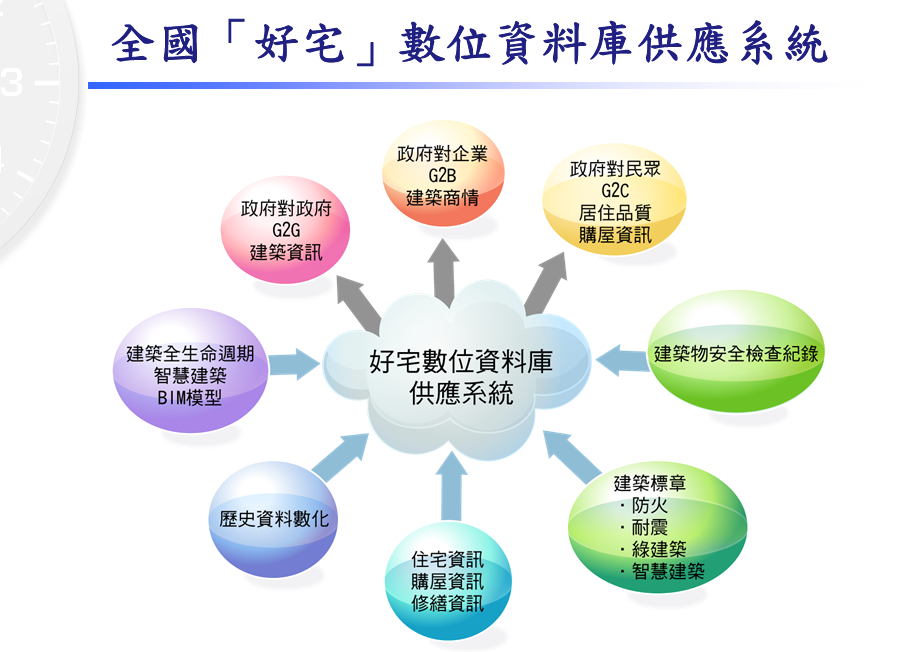 全國「好宅」數位資料庫供應系統
3
政府對企業
G2B
建築商情
政府對民眾
G2C
居住品質
購屋資訊
政府對政府
G2G
建築資訊
建築全生命週期
智慧建築
BIM模型
好宅數位資料庫
供應系統
建築物安全檢查紀錄
歷史資料數化
住宅資訊
購屋資訊
修繕資訊
建築標章
·防火
·耐震
·綠建築
·智慧建築